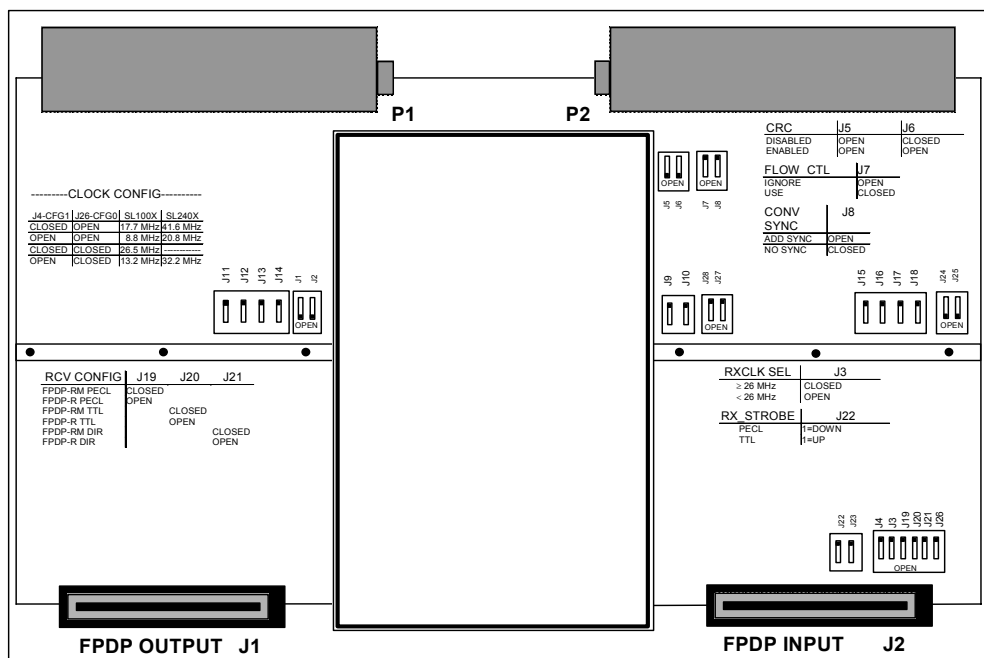 P1
P2
CRC J5 J6
DISABLED OPEN CLOSED
ENABLED OPEN OPEN
FLOW CTL J7
IGNORE OPEN
USE CLOSED
CONV J8
SYNC
ADD SYNC OPEN
NO SYNC CLOSED
OPEN OPEN
J5 J6 J7 J8
---------CLOCK CONFIG----------
J4-CFG1 J26-CFG0 SL100X SL240X
CLOSED OPEN 17.7 MHz 41.6 MHz
OPEN OPEN 8.8 MHz 20.8 MHz
CLOSED CLOSED 26.5 MHz ------------
OPEN CLOSED 13.2 MHz 32.2 MHz
J11 J12 J13 J14 J1 J2
OPEN
J9 J10 J28 J27
OPEN
J15 J16 J17 J18 J24 J25
OPEN
RCV CONFIG J19 J20 J21
FPDP-RM PECL CLOSED
FPDP-R PECL OPEN
FPDP-RM TTL CLOSED
FPDP-R TTL OPEN
FPDP-RM DIR CLOSED
FPDP-R DIR OPEN
RXCLK SEL J3
≥ 26 MHz CLOSED
< 26 MHz OPEN
RX_STROBE J22
PECL 1=DOWN
TTL 1=UP
J22 J23 J4 J3 J19 J20 J21 J26
OPEN
FPDP OUTPUT J1
FPDP INPUT J2